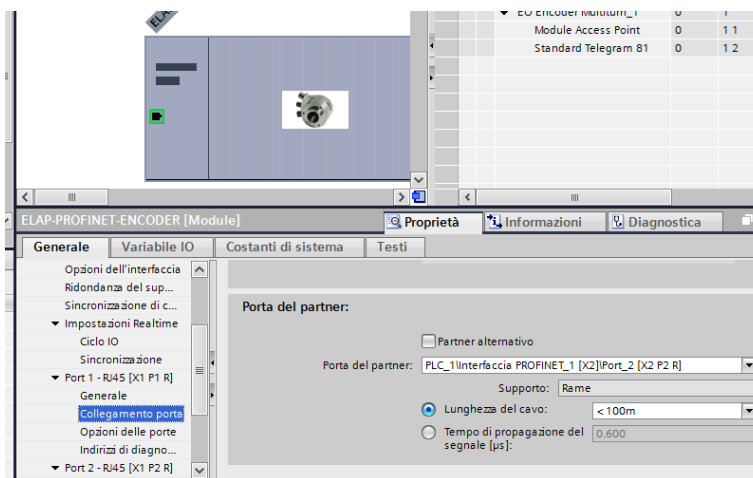 ELA
EO Encoder Multiturn_1 0 1
Module Access Point 0 1 1
Standard Telegram 81 0 1 2
ELAP-PROFINET-ENCODER [Module]
Proprietà
Informazioni
Diagnostica
Generale
Variabile IO
Costanti di sistema
Testi
Opzioni dell'interfaccia
Ridondanza del sup...
Sincronizzazione di c...
Impostazioni Realtime
Ciclo IO
Sincronizzazione
Port 1 - RJ45 [X1 P1 R]
Generale
Collegamento porta
Opzioni delle porte
Indirizzi di diagno...
Port 2 - RJ45 [X1 P2 R]
Porta del partner:
Partner alternativo
Porta del partner: PLC_1\Interfaccia PROFINET_1 [X2]\Port_2 [X2 P2 R]
Supporto: Rame
Lunghezza del cavo: <100m
Tempo di propagazione del 0.600
segnale [µs]: